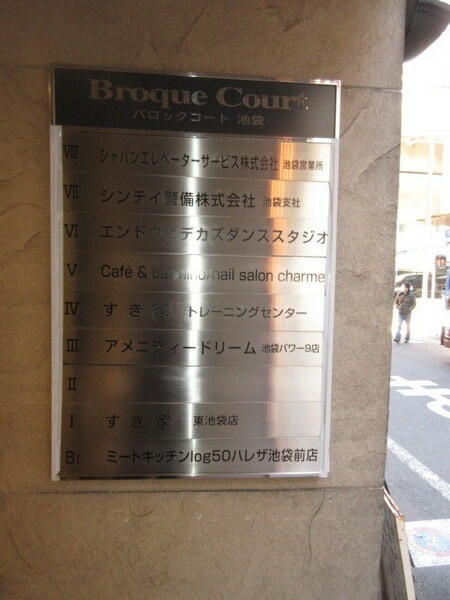 Broque Court
バロックコート 池袋
VIII ジャパンエレベーターサービス株式会社 池袋営業所
VII シンテイ警備株式会社 池袋支社
VI エンドウヒデカズダンススタジオ
V Café & bar nail salon charme
IV すき家 トレーニングセンター
III アメニティードリーム 池袋パワー9店
II
I すき家 東池袋店
B1 ミートキッチンlog50ハレザ池袋前店